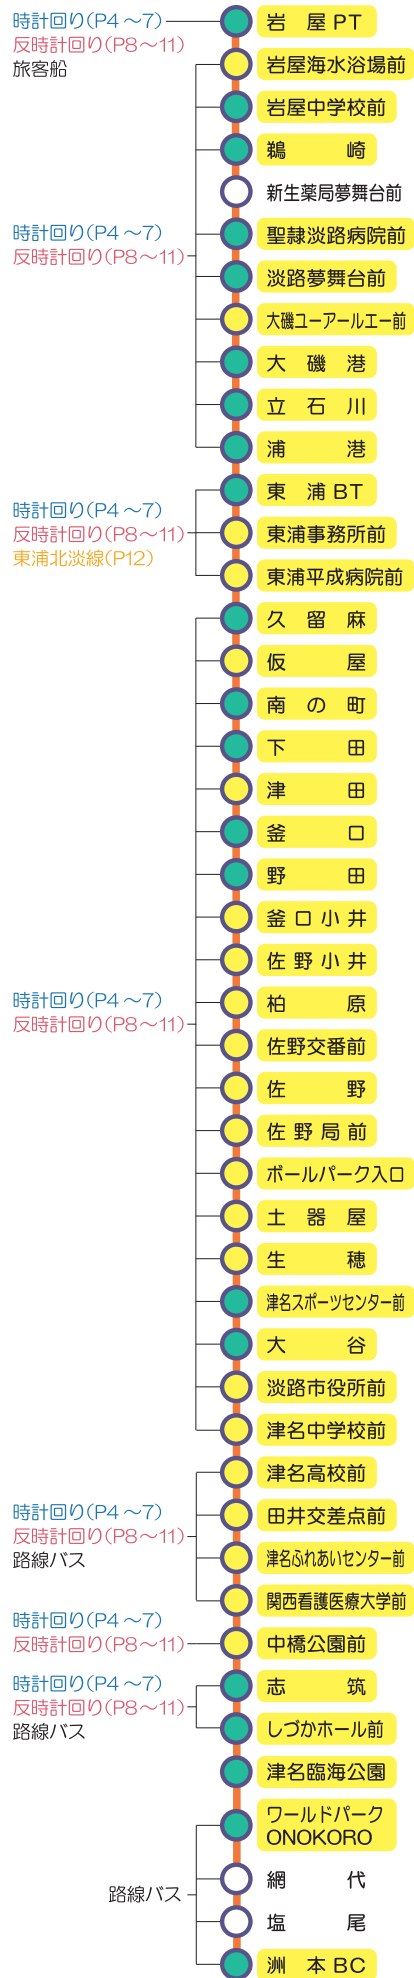 時計回り(P4～7)
反時計回り(P8～11)
旅客船
岩屋PT
岩屋海水浴場前
岩屋中学校前
鵜崎
新生薬局夢舞台前
時計回り(P4～7)
反時計回り(P8～11)
聖隷淡路病院前
淡路夢舞台前
大磯ユーアールエー前
大磯港
立石川
浦港
時計回り(P4～7)
反時計回り(P8～11)
東浦北淡線(P12)
東浦BT
東浦事務所前
東浦平成病院前
久留麻
仮屋
南の町
下田
津田
釜口
野田
釜口小井
佐野小井
時計回り(P4～7)
反時計回り(P8～11)
柏原
佐野交番前
佐野
佐野局前
ボールパーク入口
土器屋
生穂
津名スポーツセンター前
大谷
淡路市役所前
津名中学校前
時計回り(P4～7)
反時計回り(P8～11)
路線バス
津名高校前
田井交差点前
津名ふれあいセンター前
関西看護医療大学前
時計回り(P4～7)
反時計回り(P8～11)
中橋公園前
時計回り(P4～7)
反時計回り(P8～11)
路線バス
志筑
しづかホール前
津名臨海公園
ワールドパーク
ONOKORO
路線バス
網代
塩尾
洲本BC